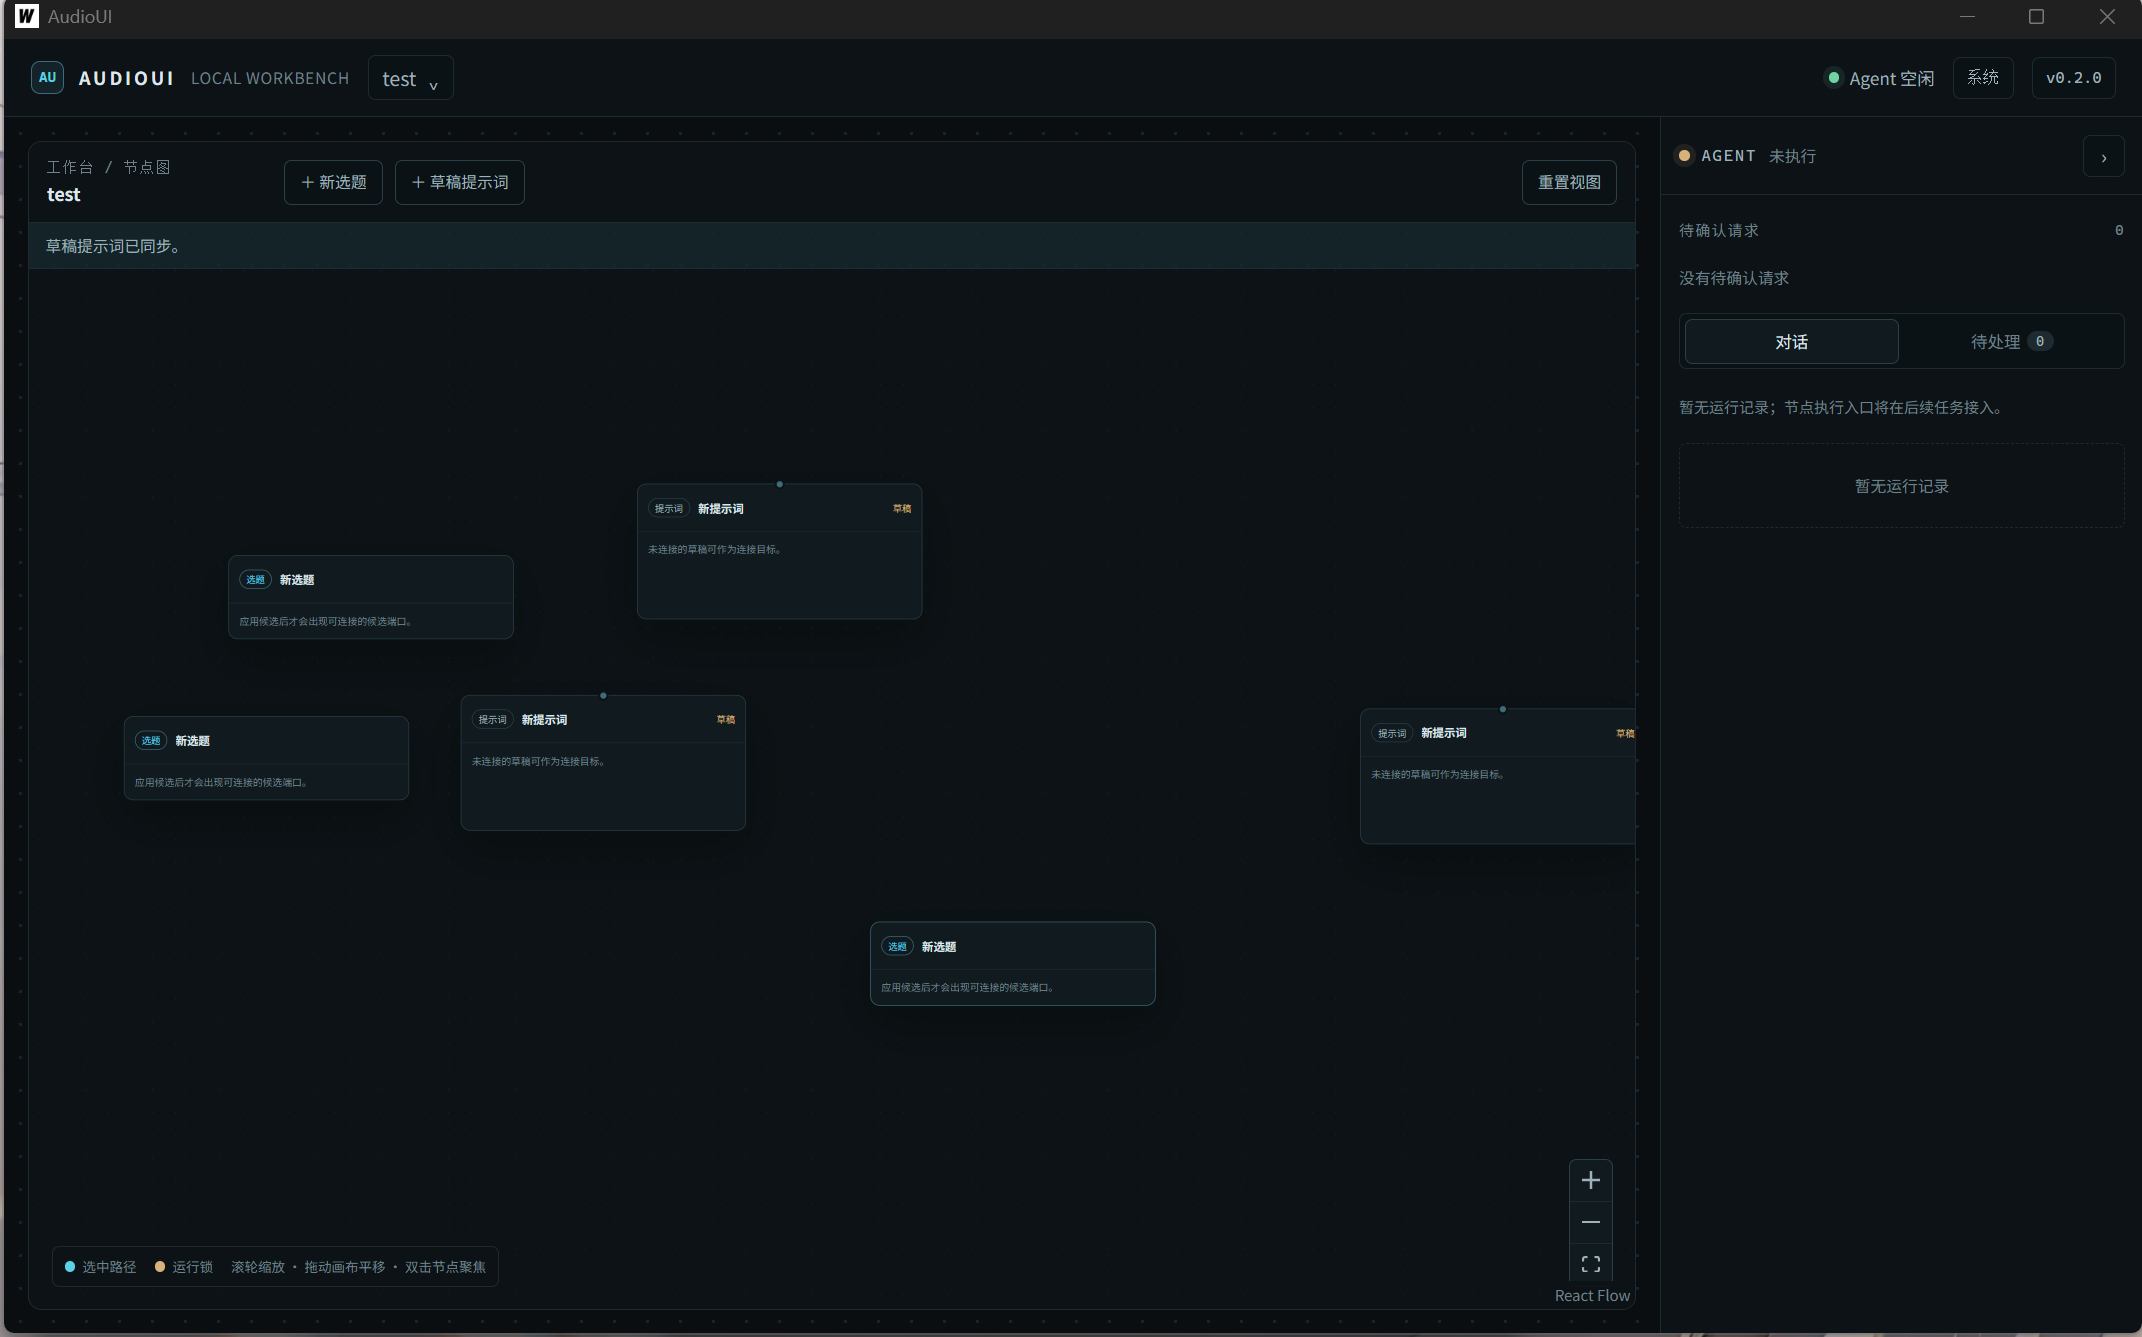 W AudioUI
AU AUDIOUI LOCAL WORKBENCH test v
Agent 空闲 系统 v0.2.0
工作台 / 节点图
test
+ 新选题 + 草稿提示词
重置视图
草稿提示词已同步。
提示词 新提示词 草稿
未连接的草稿可作为连接目标。
选题 新选题
应用候选后才会出现可连接的候选端口。
提示词 新提示词 草稿
未连接的草稿可作为连接目标。
选题 新选题
应用候选后才会出现可连接的候选端口。
提示词 新提示词 草稿
未连接的草稿可作为连接目标。
选题 新选题
应用候选后才会出现可连接的候选端口。
选中路径 运行锁 滚轮缩放 · 拖动画布平移 · 双击节点聚焦
React Flow
AGENT 未执行 ›
待确认请求 0
没有待确认请求
对话 待处理 0
暂无运行记录；节点执行入口将在后续任务接入。
暂无运行记录